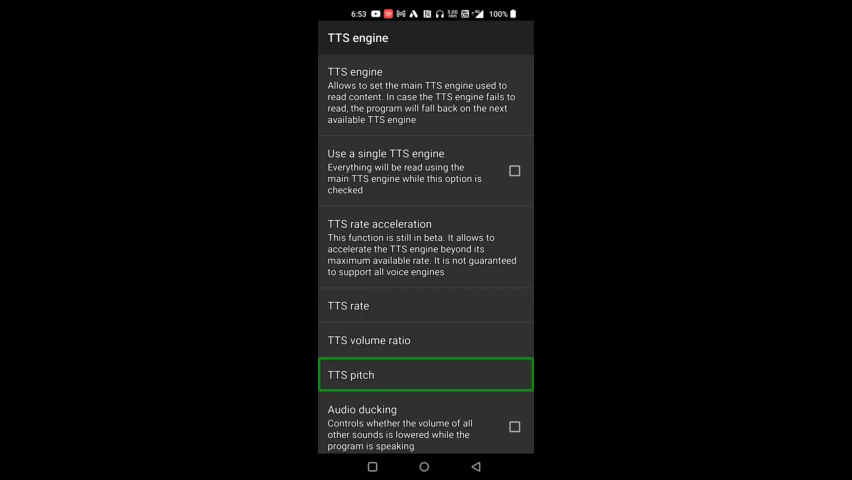 6:53
5.00
KB/S
4G
100%
TTS engine
TTS engine
Allows to set the main TTS engine used to
read content. In case the TTS engine fails to
read, the program will fall back on the next
available TTS engine
Use a single TTS engine
Everything will be read using the
main TTS engine while this option is
checked
TTS rate acceleration
This function is still in beta. It allows to
accelerate the TTS engine beyond its
maximum available rate. It is not guaranteed
to support all voice engines
TTS rate
TTS volume ratio
TTS pitch
Audio ducking
Controls whether the volume of all
other sounds is lowered while the
program is speaking